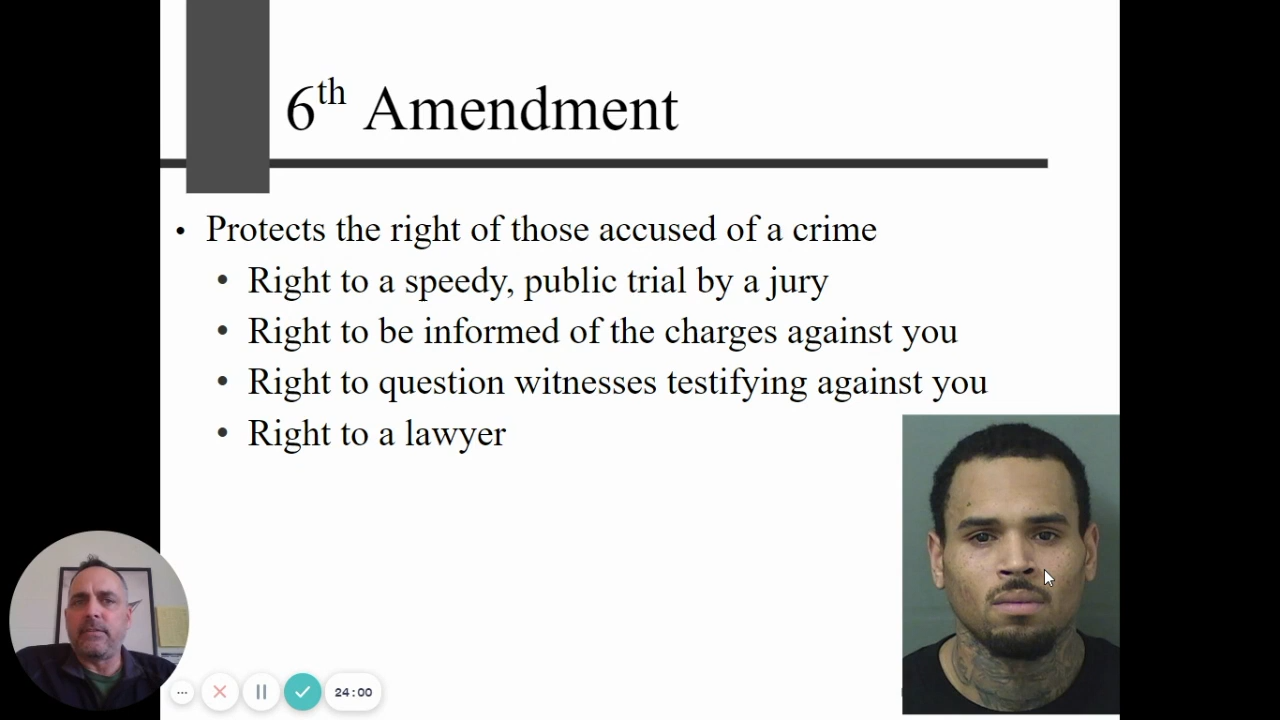 6th Amendment
• Protects the right of those accused of a crime
• Right to a speedy, public trial by a jury
• Right to be informed of the charges against you
• Right to question witnesses testifying against you
• Right to a lawyer
24:00